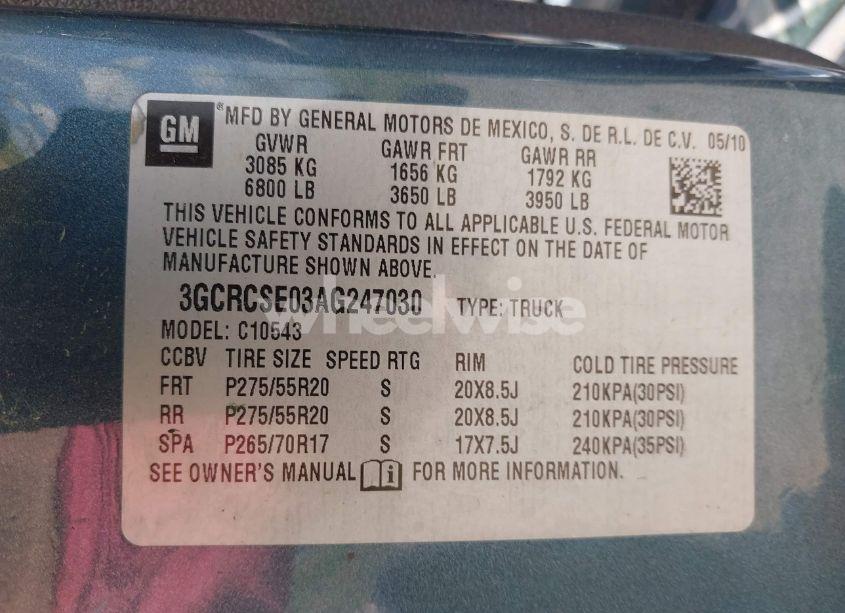 GM
® MFD BY GENERAL MOTORS DE MEXICO, S. DE R.L. DE C.V. 05/10
GVWR GAWR FRT GAWR RR
3085 KG 1656 KG 1792 KG
6800 LB 3650 LB 3950 LB
THIS VEHICLE CONFORMS TO ALL APPLICABLE U.S. FEDERAL MOTOR
VEHICLE SAFETY STANDARDS IN EFFECT ON THE DATE OF
MANUFACTURE SHOWN ABOVE.
3GCRCSE03AG247030 TYPE: TRUCK
wheelwise
MODEL: C10543
CCBV TIRE SIZE SPEED RTG RIM COLD TIRE PRESSURE
FRT P275/55R20 S 20X8.5J 210KPA(30PSI)
RR P275/55R20 S 20X8.5J 210KPA(30PSI)
SPA P265/70R17 S 17X7.5J 240KPA(35PSI)
SEE OWNER'S MANUAL FOR MORE INFORMATION.